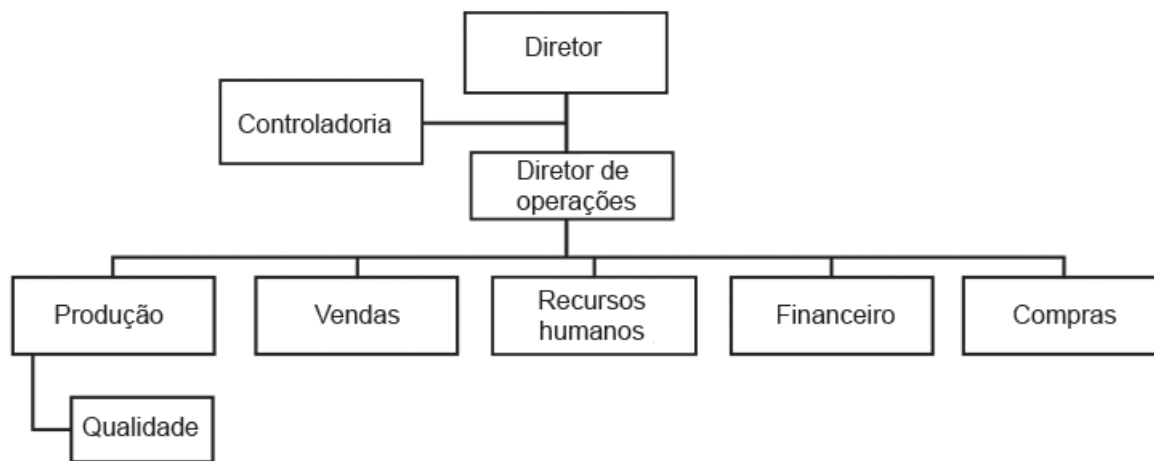 Diretor
Controladoria
Diretor de
operações
Produção
Vendas
Recursos
humanos
Financeiro
Compras
Qualidade